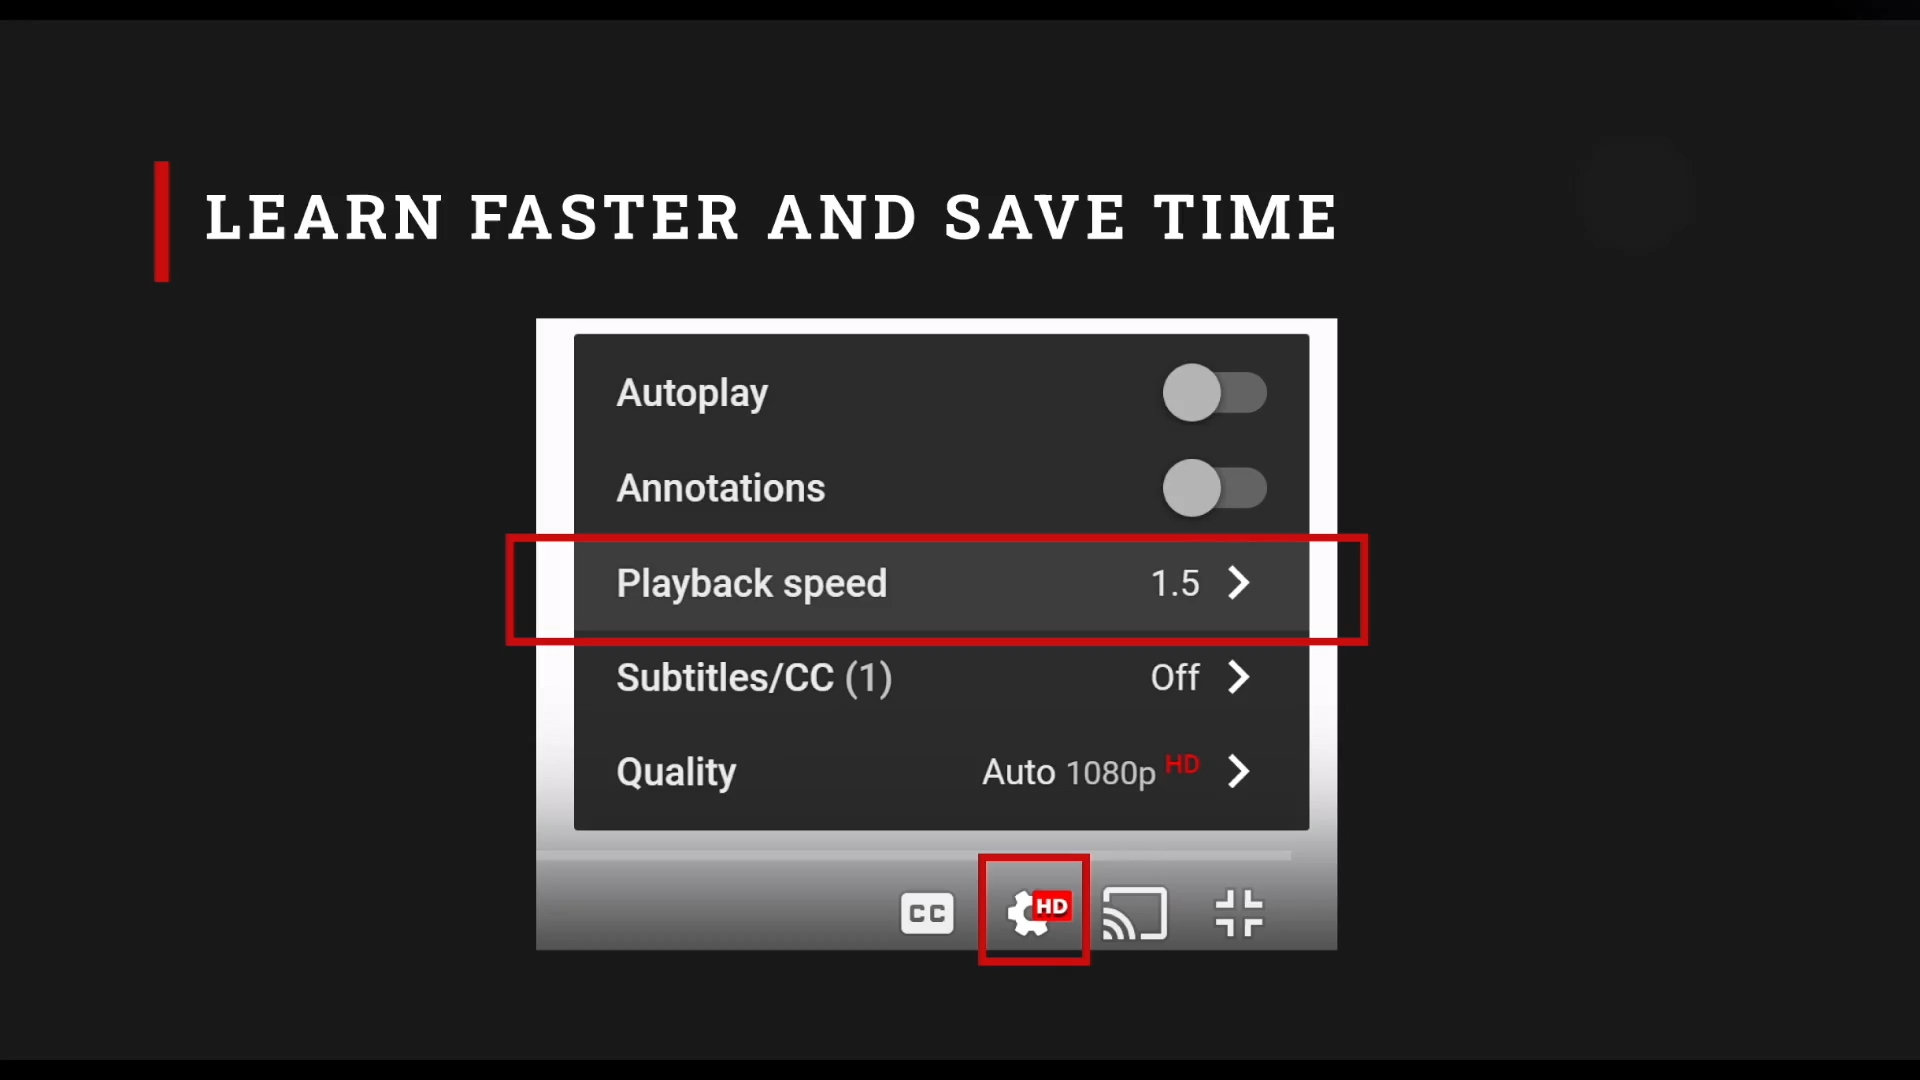 LEARN FASTER AND SAVE TIME
Autoplay
Annotations
Playback speed 1.5
Subtitles/CC (1) Off
Quality Auto 1080p HD
CC HD